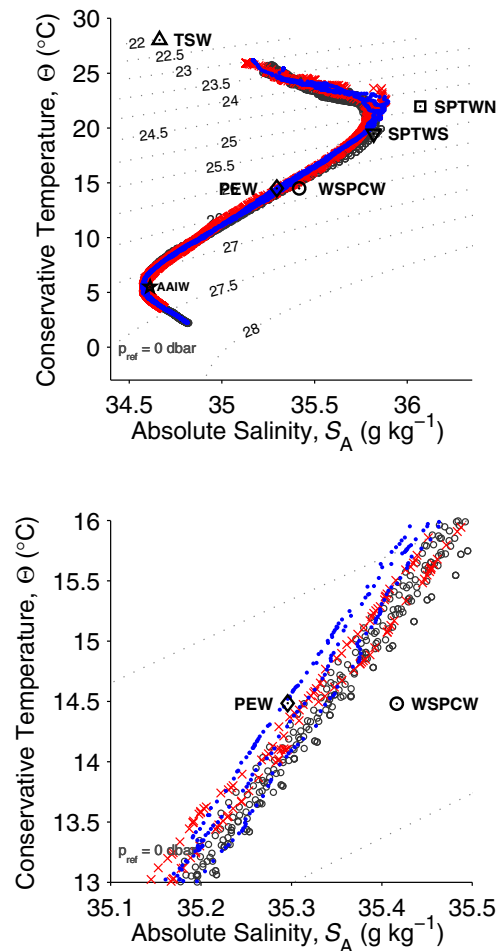 30
25
20
15
10
5
0
Conservative Temperature, Θ (°C)
22
22.5
23
23.5
24
24.5
25
25.5
27
27.5
28
TSW
SPTWN
SPTWS
PEW
WSPCW
AAIW
p_ref = 0 dbar
34.5 35 35.5 36
Absolute Salinity, S_A (g kg⁻¹)
16
15.5
15
14.5
14
13.5
13
Conservative Temperature, Θ (°C)
PEW
WSPCW
p_ref = 0 dbar
35.1 35.2 35.3 35.4 35.5
Absolute Salinity, S_A (g kg⁻¹)